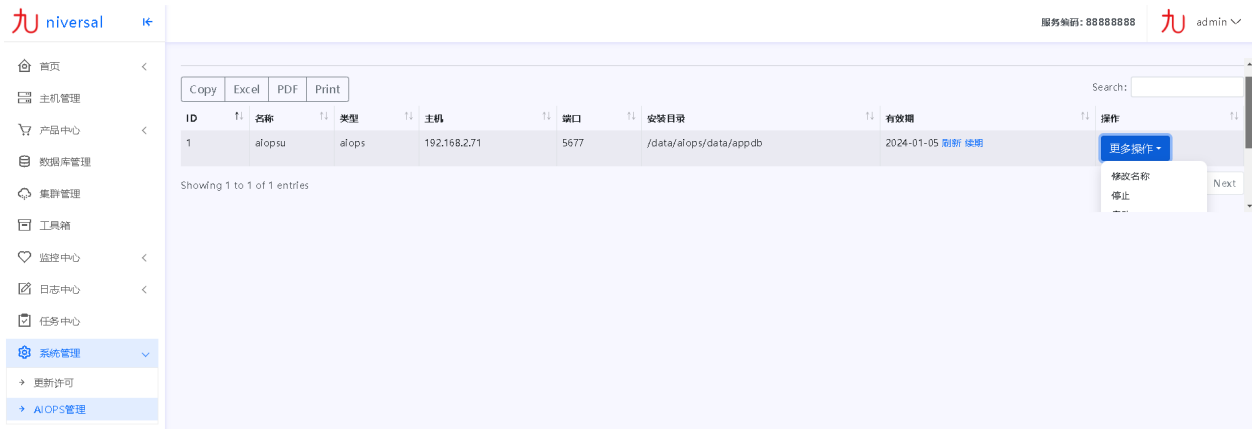 九U niversal
服务编码: 88888888
九U admin
首页
主机管理
产品中心
数据库管理
集群管理
工具箱
监控中心
日志中心
任务中心
系统管理
更新许可
AIOPS管理
Copy Excel PDF Print
Search:
ID 名称 类型 主机 端口 安装目录 有效期 操作
1 aiopsu aiops 192.168.2.71 5677 /data/aiops/data/appdb 2024-01-05 刷新 续期 更多操作
修改名称
停止
Showing 1 to 1 of 1 entries
Next